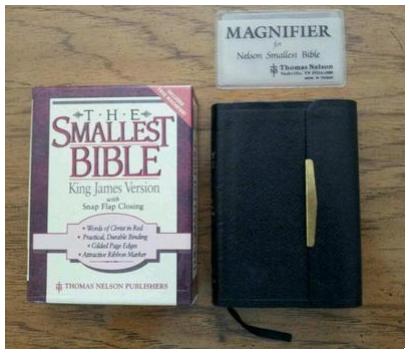 MAGNIFIER
for
Nelson Smallest Bible
Thomas Nelson
THE
SMALLEST
BIBLE
King James Version
with
Snap Flap Closing
• Words of Christ in Red
• Practical, Durable Binding
• Gilded Page Edges
• Attractive Ribbon Marker
THOMAS NELSON PUBLISHERS